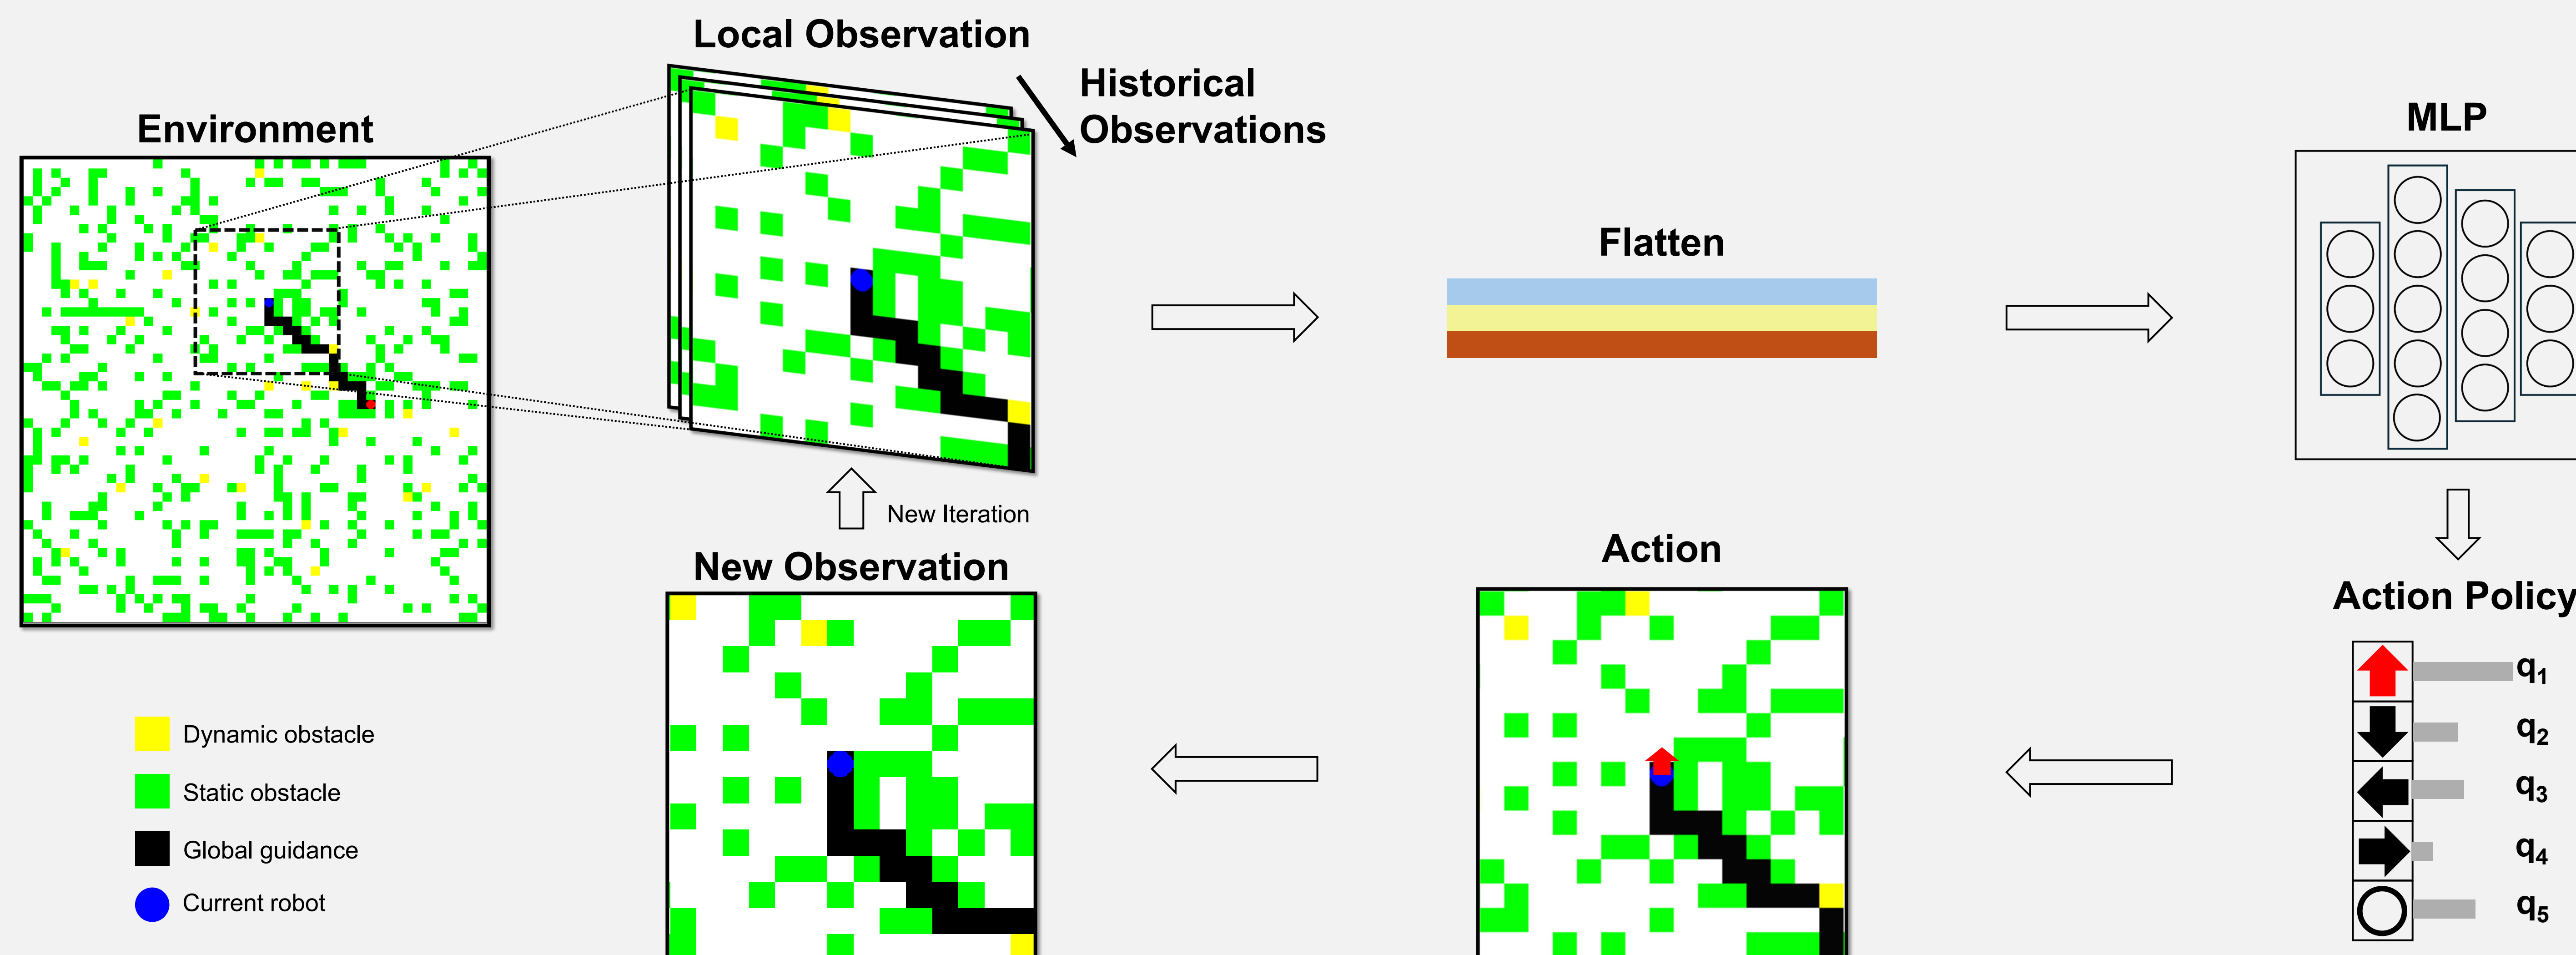 Local Observation
Historical
Observations
Environment
MLP
Flatten
New Iteration
New Observation
Action
Action Policy
q1
q2
q3
q4
q5
Dynamic obstacle
Static obstacle
Global guidance
Current robot